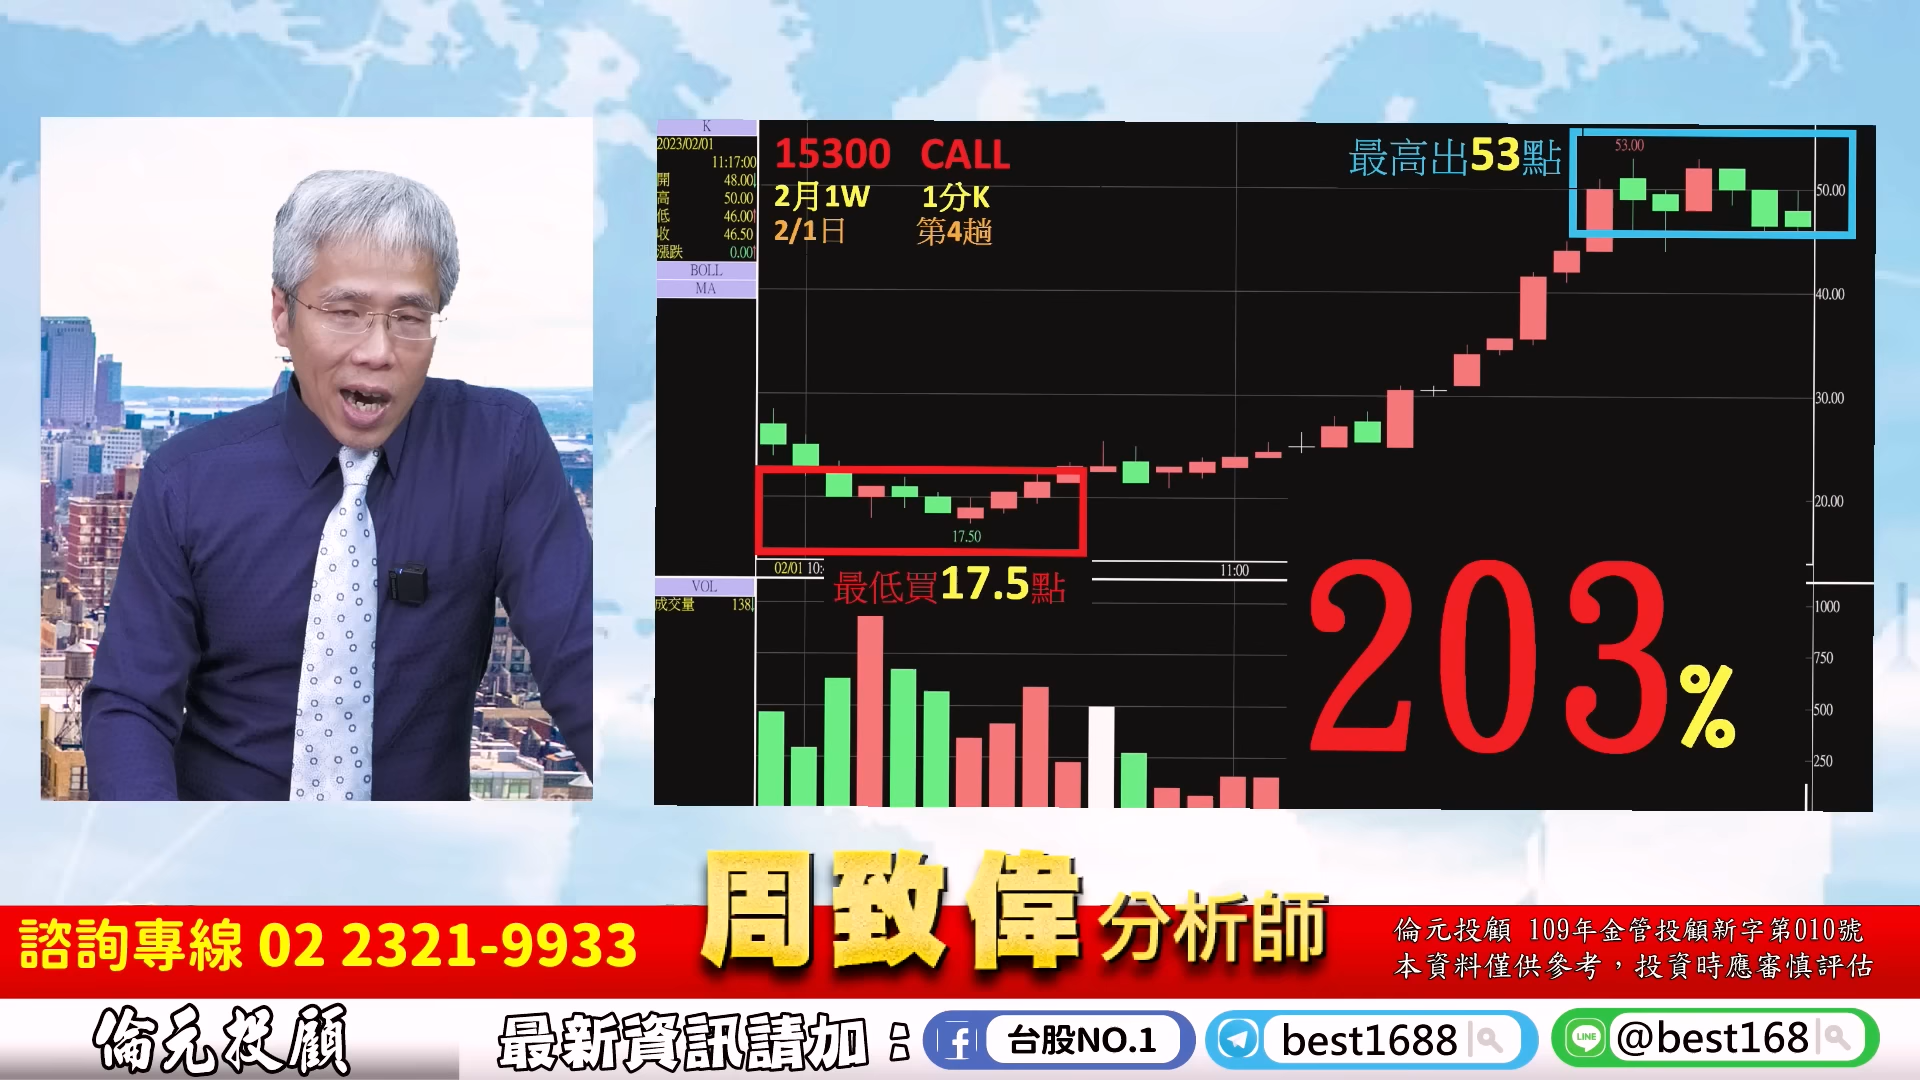 K
2023/02/01
11:17:00
開 48.00
高 50.00
低 46.00
收 46.50
漲跌 0.00
BOLL
MA
15300 CALL
2月1W 1分K
2/1日 第4趟
最高出53點
53.00
50.00
40.00
30.00
20.00
17.50
02/01 10:
11:00
最低買17.5點
VOL
成交量 138
203%
1000
750
500
250
周致偉 分析師
諮詢專線 02 2321-9933
倫元投顧 109年金管投顧新字第010號
本資料僅供參考，投資時應審慎評估
倫元投顧
最新資訊請加：
台股NO.1
best1688
LINE
@best168